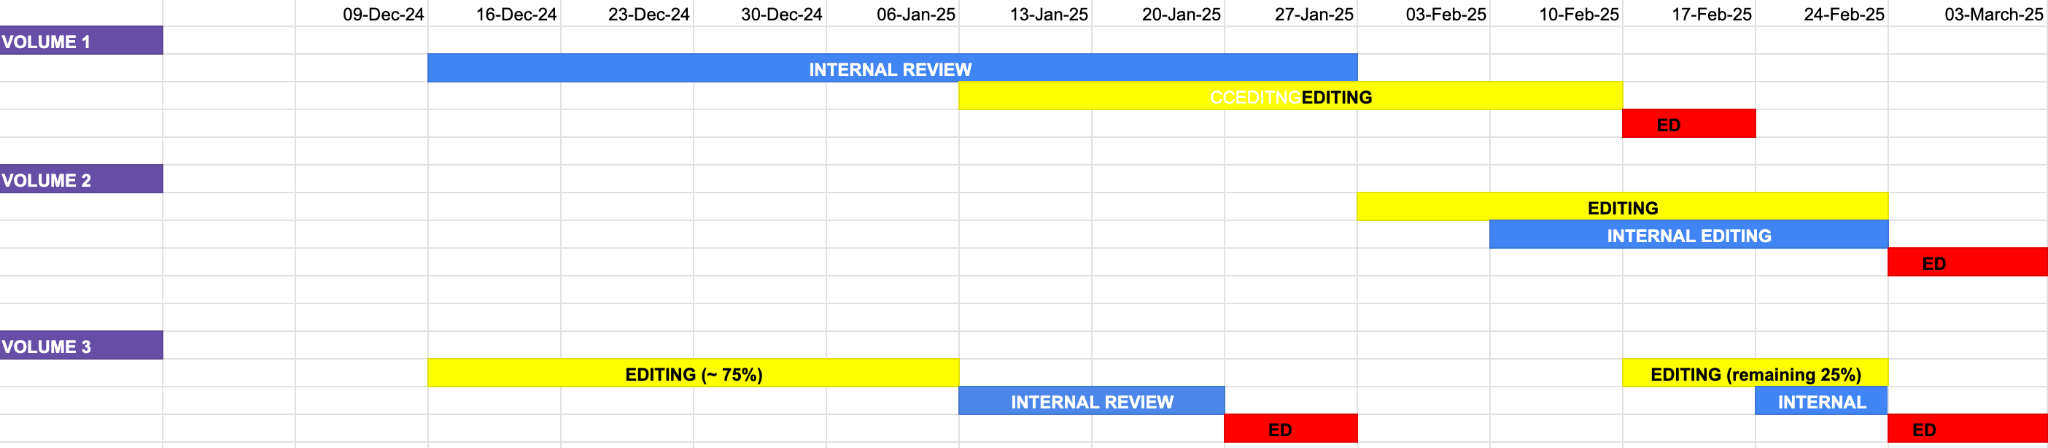 09-Dec-24 16-Dec-24 23-Dec-24 30-Dec-24 06-Jan-25 13-Jan-25 20-Jan-25 27-Jan-25 03-Feb-25 10-Feb-25 17-Feb-25 24-Feb-25 03-March-25
VOLUME 1
INTERNAL REVIEW
CCEDITNGEDITING
ED
VOLUME 2
EDITING
INTERNAL EDITING
ED
VOLUME 3
EDITING (~ 75%) EDITING (remaining 25%)
INTERNAL REVIEW INTERNAL
ED ED